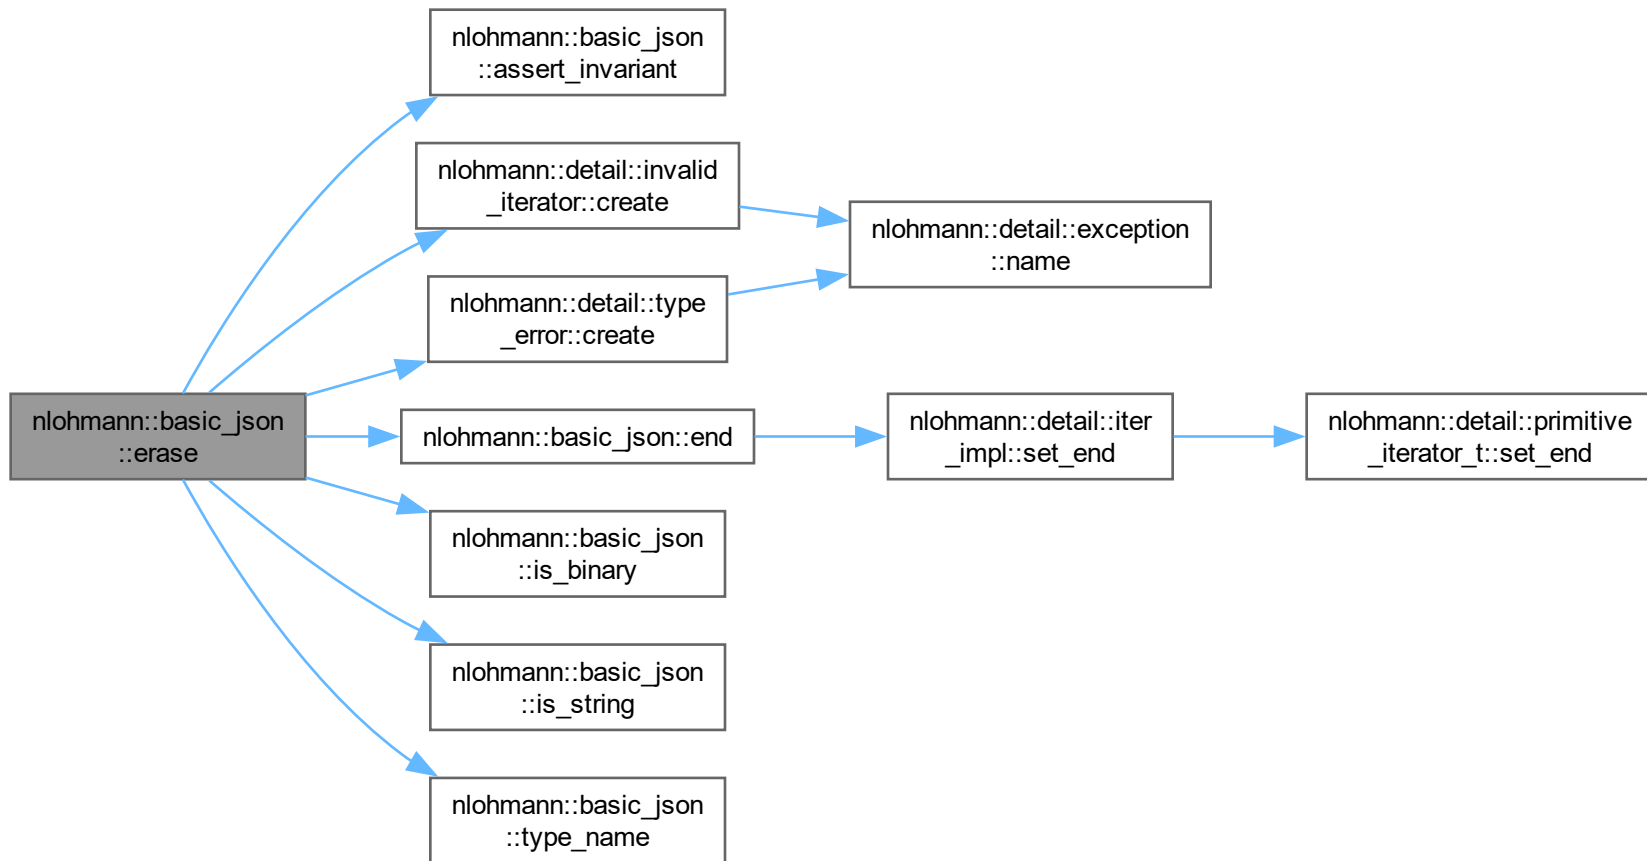 nlohmann::basic_json
::assert_invariant
nlohmann::detail::invalid
_iterator::create
nlohmann::detail::exception
::name
nlohmann::detail::type
_error::create
nlohmann::basic_json
::erase
nlohmann::basic_json::end
nlohmann::detail::iter
_impl::set_end
nlohmann::detail::primitive
_iterator_t::set_end
nlohmann::basic_json
::is_binary
nlohmann::basic_json
::is_string
nlohmann::basic_json
::type_name